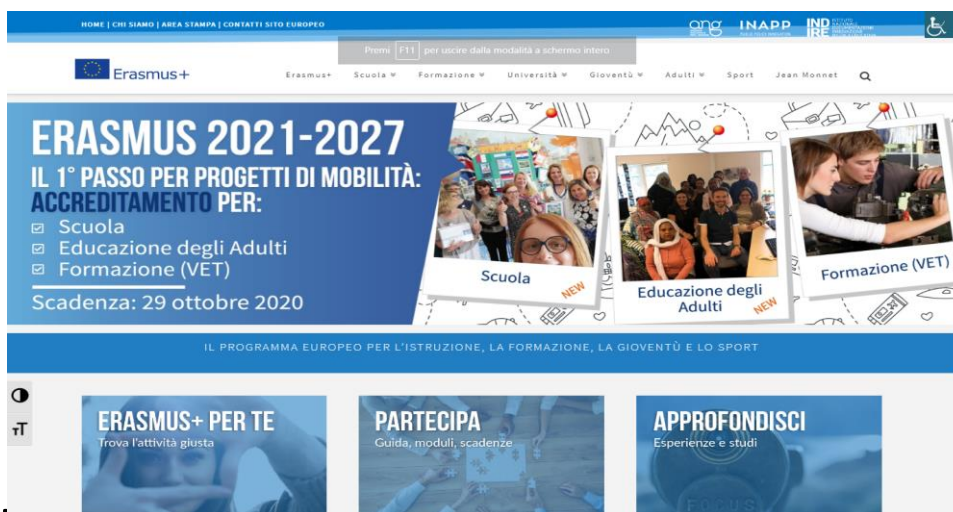 HOME | CHI SIAMO | AREA STAMPA | CONTATTI SITO EUROPEO
ang INAPP INDIRE
Premi F11 per uscire dalla modalità a schermo intero
Erasmus+
Erasmus+ Scuola Formazione Università Gioventù Adulti Sport Jean Monnet
ERASMUS 2021-2027
IL 1° PASSO PER PROGETTI DI MOBILITÀ:
ACCREDITAMENTO PER:
Scuola
Educazione degli Adulti
Formazione (VET)
Scadenza: 29 ottobre 2020
Scuola
NEW
Educazione degli
Adulti
NEW
Formazione (VET)
IL PROGRAMMA EUROPEO PER L'ISTRUZIONE, LA FORMAZIONE, LA GIOVENTÙ E LO SPORT
ERASMUS+ PER TE
Trova l'attività giusta
PARTECIPA
Guida, moduli, scadenze
APPROFONDISCI
Esperienze e studi
FOCUS
TT